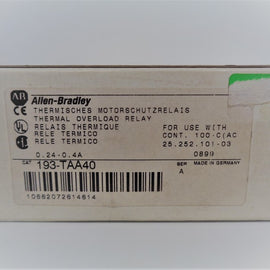 AB Allen-Bradley
THERMISCHES MOTORSCHUTZRELAIS
THERMAL OVERLOAD RELAY
RELAIS THERMIQUE
RELE TERMICO
RELE TERMICO
FOR USE WITH
CONT. 100-C(AC
25.252.101-03
0.24-0.4A
0899
CAT 193-TAA40
SER A
MADE IN GERMANY
10662072614614